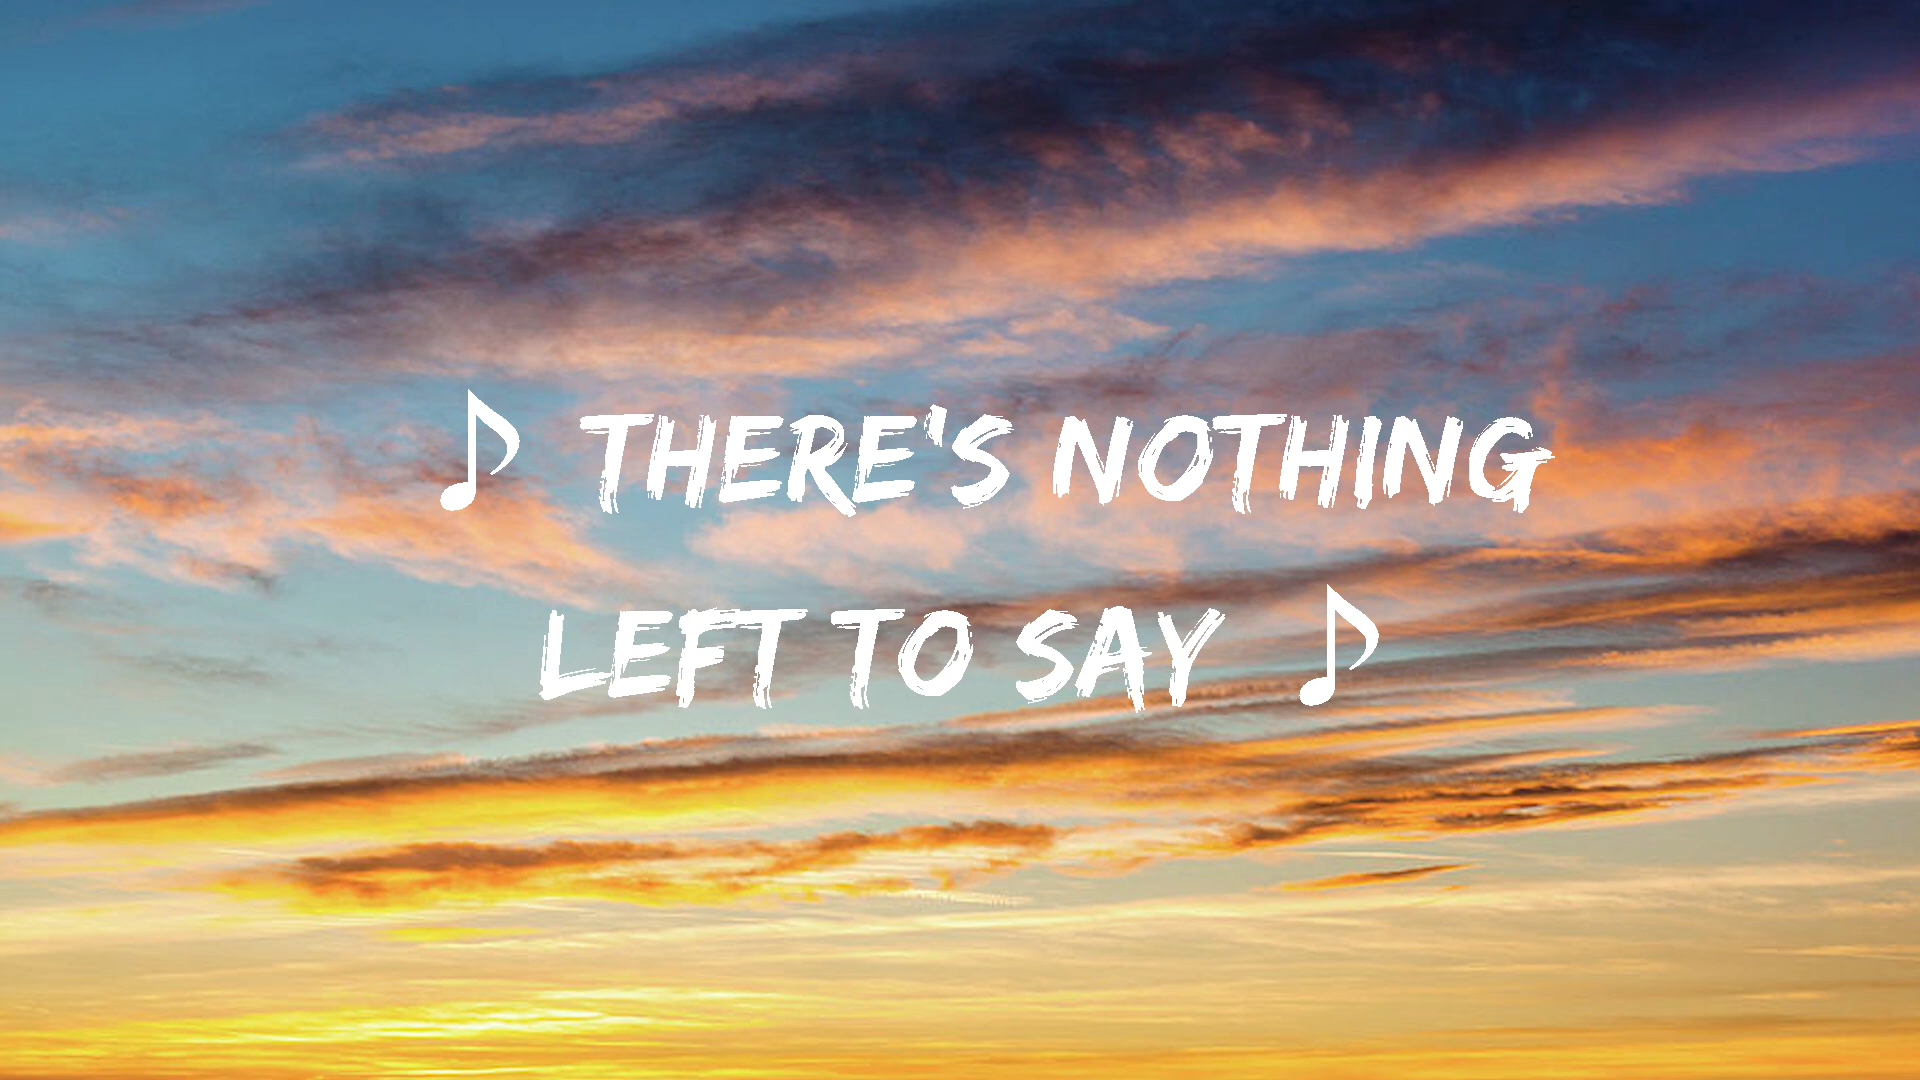 ♪ THERE'S NOTHING
LEFT TO SAY ♪